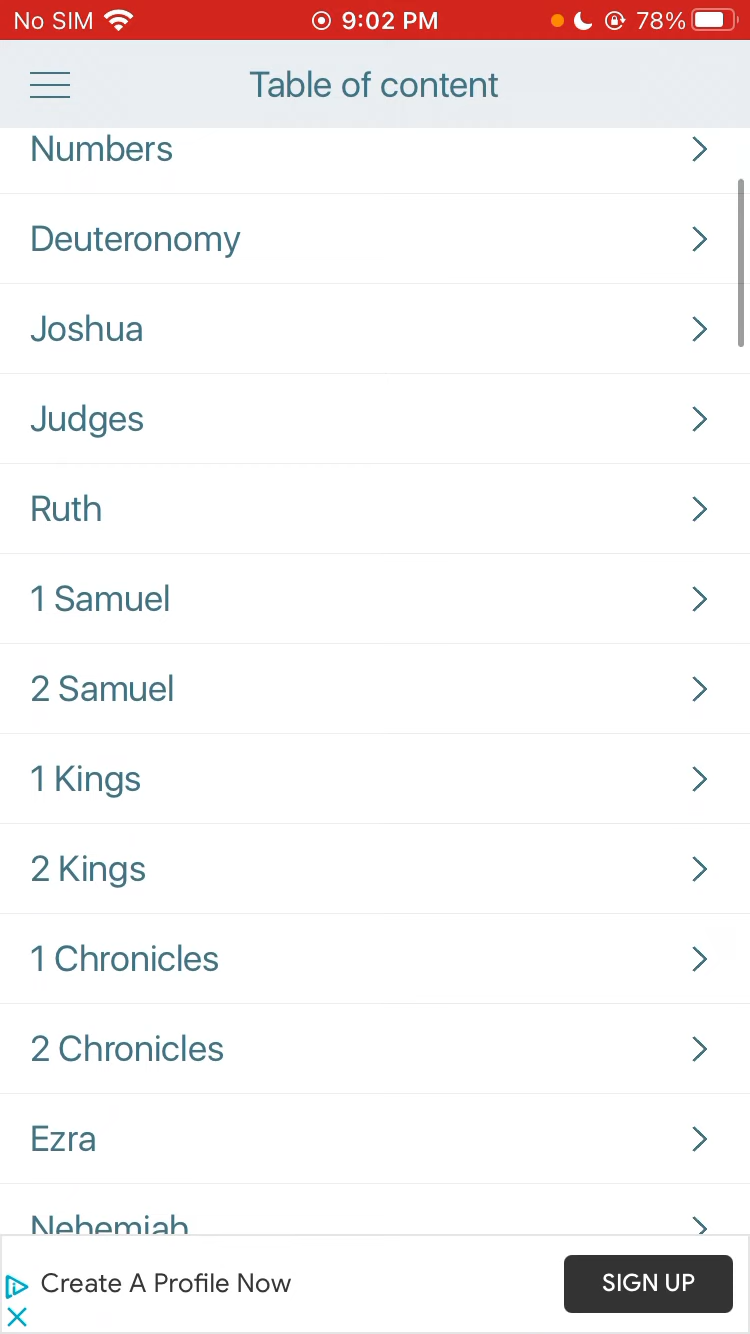 No SIM 9:02 PM 78%
Table of content
Numbers
Deuteronomy
Joshua
Judges
Ruth
1 Samuel
2 Samuel
1 Kings
2 Kings
1 Chronicles
2 Chronicles
Ezra
Nehemiah
Create A Profile Now
SIGN UP